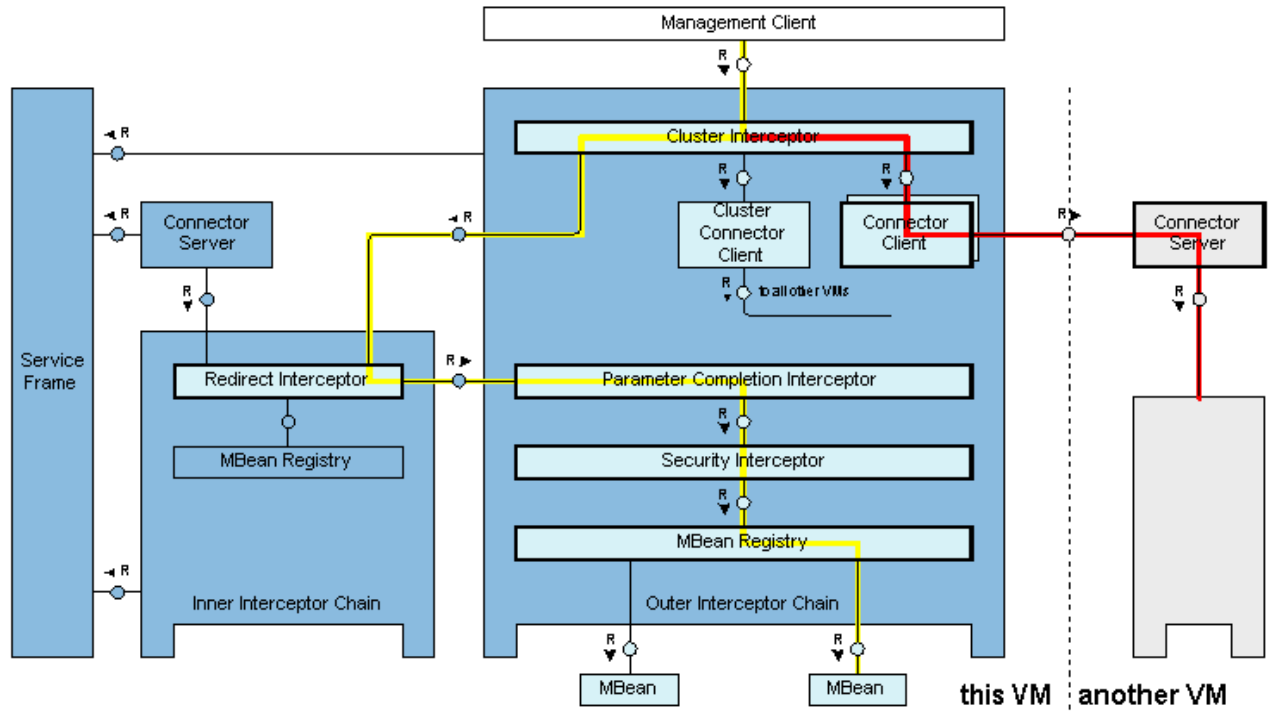 Management Client
R
R
Cluster Interceptor
R
R
Connector
Server
R
R
Cluster
Connector
Client
Connector
Client
R
Connector
Server
R
R
to all other VMs
R
Service
Frame
Redirect Interceptor
R
Parameter Completion Interceptor
R
MBean Registry
Security Interceptor
R
MBean Registry
R
Inner Interceptor Chain
Outer Interceptor Chain
R
R
MBean
MBean
this VM
another VM